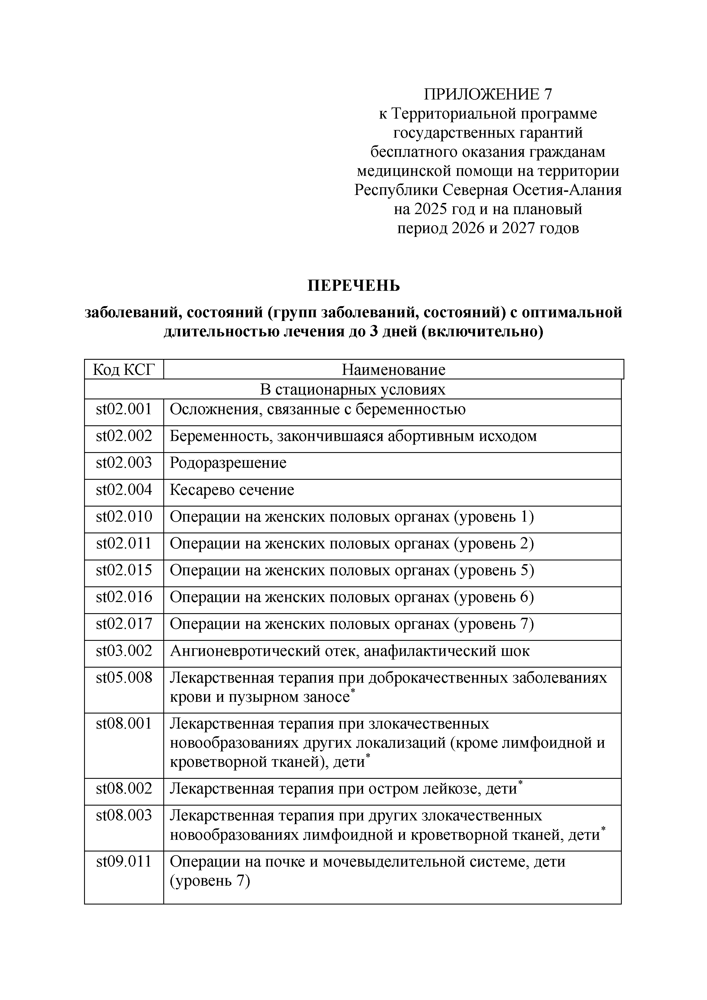 ПРИЛОЖЕНИЕ 7
к Территориальной программе
государственных гарантий
бесплатного оказания гражданам
медицинской помощи на территории
Республики Северная Осетия-Алания
на 2025 год и на плановый
период 2026 и 2027 годов
ПЕРЕЧЕНЬ
заболеваний, состояний (групп заболеваний, состояний) с оптимальной
длительностью лечения до 3 дней (включительно)
Код КСГ Наименование
В стационарных условиях
st02.001 Осложнения, связанные с беременностью
st02.002 Беременность, закончившаяся абортивным исходом
st02.003 Родоразрешение
st02.004 Кесарево сечение
st02.010 Операции на женских половых органах (уровень 1)
st02.011 Операции на женских половых органах (уровень 2)
st02.015 Операции на женских половых органах (уровень 5)
st02.016 Операции на женских половых органах (уровень 6)
st02.017 Операции на женских половых органах (уровень 7)
st03.002 Ангионевротический отек, анафилактический шок
st05.008 Лекарственная терапия при доброкачественных заболеваниях
крови и пузырном заносе*
st08.001 Лекарственная терапия при злокачественных
новообразованиях других локализаций (кроме лимфоидной и
кроветворной тканей), дети*
st08.002 Лекарственная терапия при остром лейкозе, дети*
st08.003 Лекарственная терапия при других злокачественных
новообразованиях лимфоидной и кроветворной тканей, дети*
st09.011 Операции на почке и мочевыделительной системе, дети
(уровень 7)